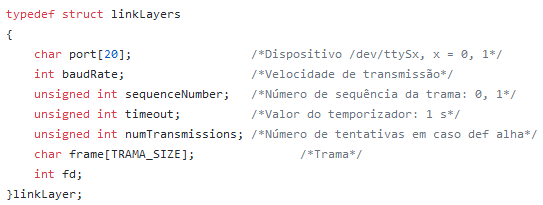 typedef struct linkLayers
{
char port[20]; /*Dispositivo /dev/ttySx, x = 0, 1*/
int baudRate; /*Velocidade de transmissão*/
unsigned int sequenceNumber; /*Número de sequência da trama: 0, 1*/
unsigned int timeout; /*Valor do temporizador: 1 s*/
unsigned int numTransmissions; /*Número de tentativas em caso def alha*/
char frame[TRAMA_SIZE]; /*Trama*/
int fd;
}linkLayer;